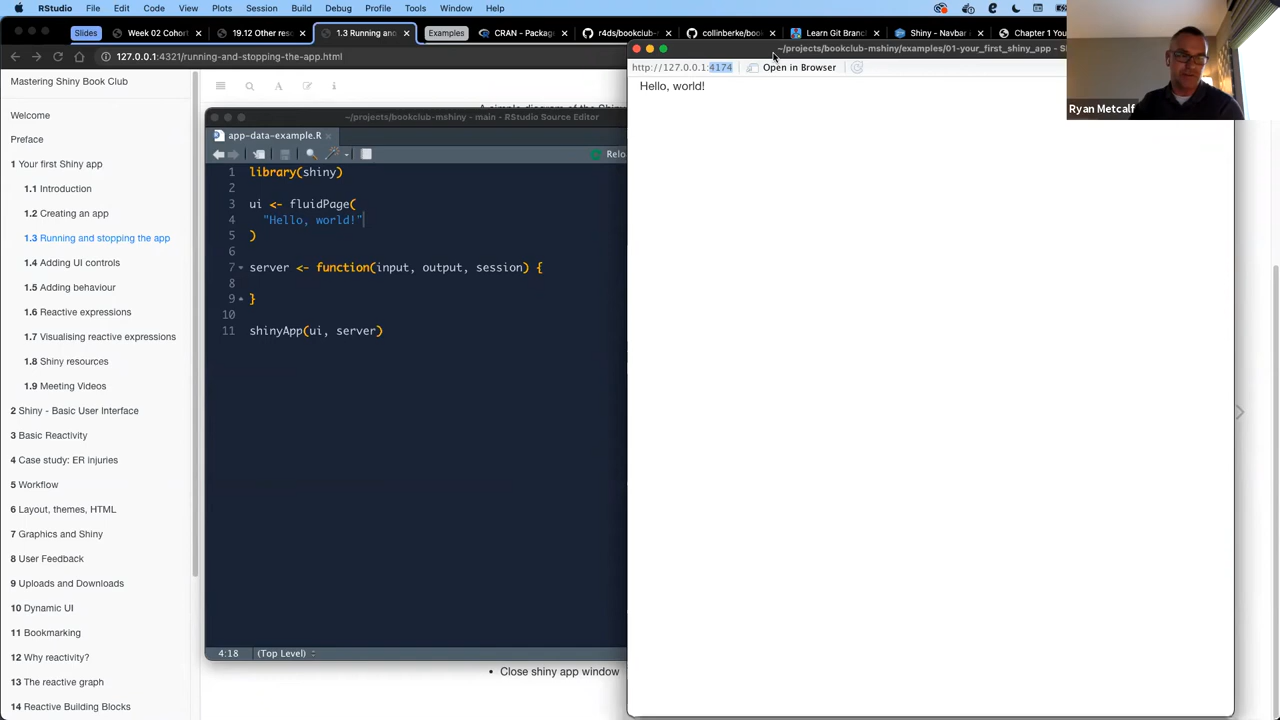 RStudio File Edit Code View Plots Session Build Debug Profile Tools Window Help
Slides Week 02 Cohort 19.12 Other res 1.3 Running and Examples CRAN - Package r4ds/bookclub- collinberke/boo Learn Git Branch Shiny - Navbar Chapter 1 You
127.0.0.1:4321/running-and-stopping-the-app.html
Mastering Shiny Book Club
Welcome
Preface
1 Your first Shiny app
1.1 Introduction
1.2 Creating an app
1.3 Running and stopping the app
1.4 Adding UI controls
1.5 Adding behaviour
1.6 Reactive expressions
1.7 Visualising reactive expressions
1.8 Shiny resources
1.9 Meeting Videos
2 Shiny - Basic User Interface
3 Basic Reactivity
4 Case study: ER injuries
5 Workflow
6 Layout, themes, HTML
7 Graphics and Shiny
8 User Feedback
9 Uploads and Downloads
10 Dynamic UI
11 Bookmarking
12 Why reactivity?
13 The reactive graph
14 Reactive Building Blocks
A simple diagram of the Shiny
~/projects/bookclub-mshiny - main - RStudio Source Editor
app-data-example.R
Relo
1 library(shiny)
2
3 ui <- fluidPage(
4 "Hello, world!"
5 )
6
7 server <- function(input, output, session) {
8
9 }
10
11 shinyApp(ui, server)
4:18 (Top Level)
• Close shiny app window
~/projects/bookclub-mshiny/examples/01-your_first_shiny_app - S
http://127.0.0.1:4174 Open in Browser
Hello, world!
Ryan Metcalf